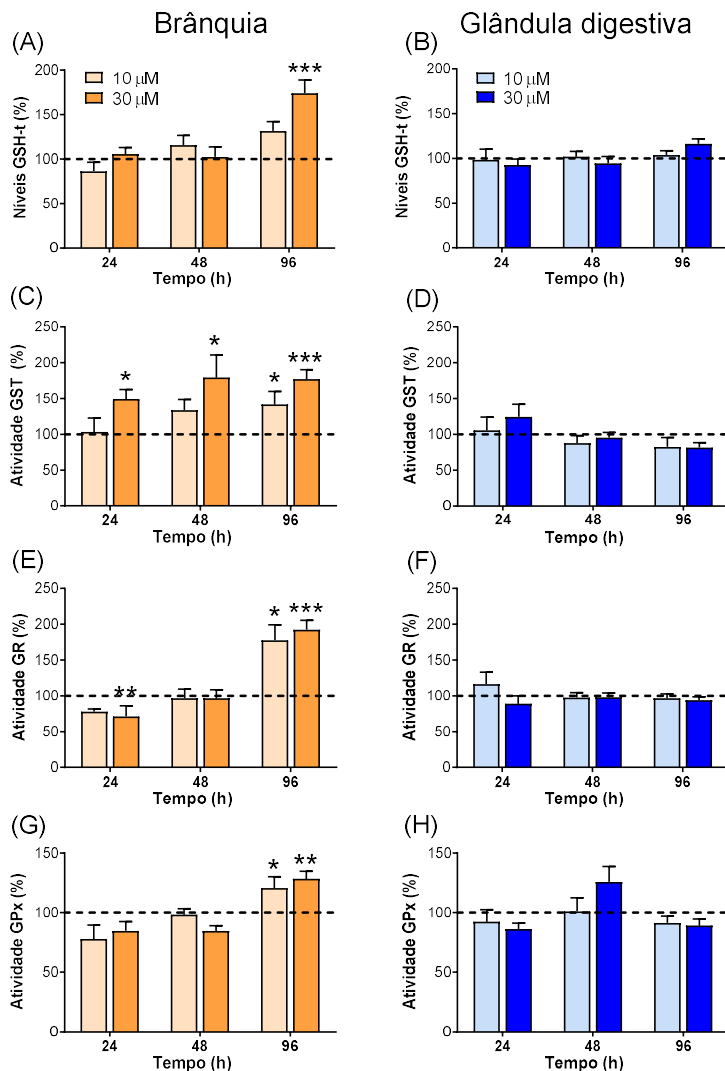 Brânquia
Glândula digestiva
(A)
200
150
100
50
0
Níveis GSH-t (%)
10 µM
30 µM
***
24
48
96
Tempo (h)
(B)
200
150
100
50
0
Níveis GSH-t (%)
10 µM
30 µM
24
48
96
Tempo (h)
(C)
250
200
150
100
50
0
Atividade GST (%)
*
*
*
***
24
48
96
Tempo (h)
(D)
250
200
150
100
50
0
Atividade GST (%)
24
48
96
Tempo (h)
(E)
250
200
150
100
50
0
Atividade GR (%)
**
*
***
24
48
96
Tempo (h)
(F)
250
200
150
100
50
0
Atividade GR (%)
24
48
96
Tempo (h)
(G)
150
100
50
0
Atividade GPx (%)
*
**
24
48
96
Tempo (h)
(H)
150
100
50
0
Atividade GPx (%)
24
48
96
Tempo (h)